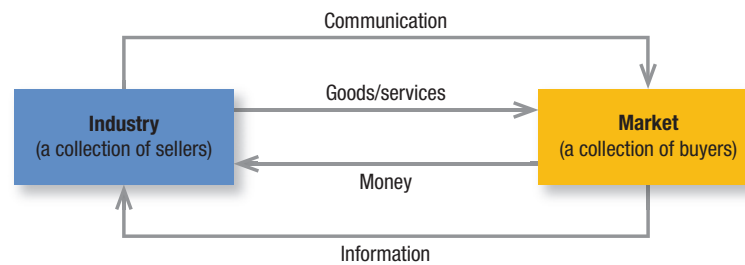 Communication
Goods/services
Industry
(a collection of sellers)
Market
(a collection of buyers)
Money
Information